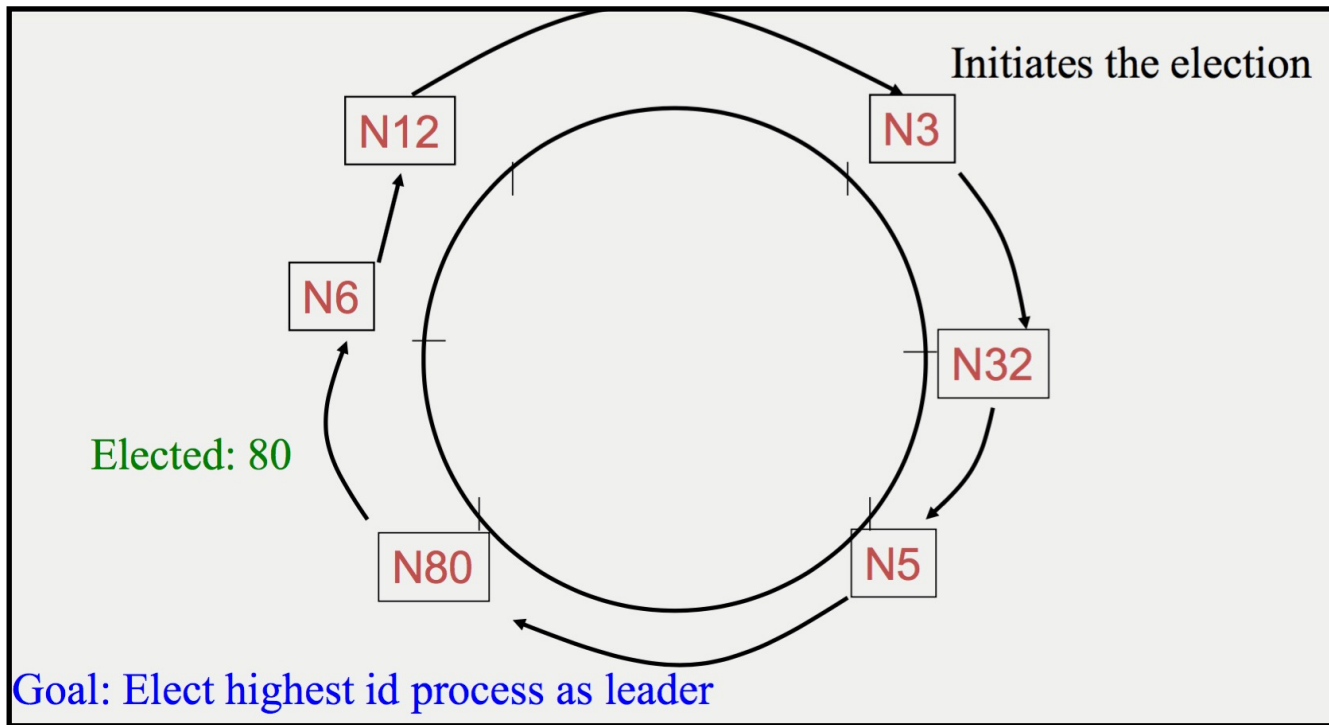 Initiates the election
N12
N3
N6
N32
Elected: 80
N80
N5
Goal: Elect highest id process as leader